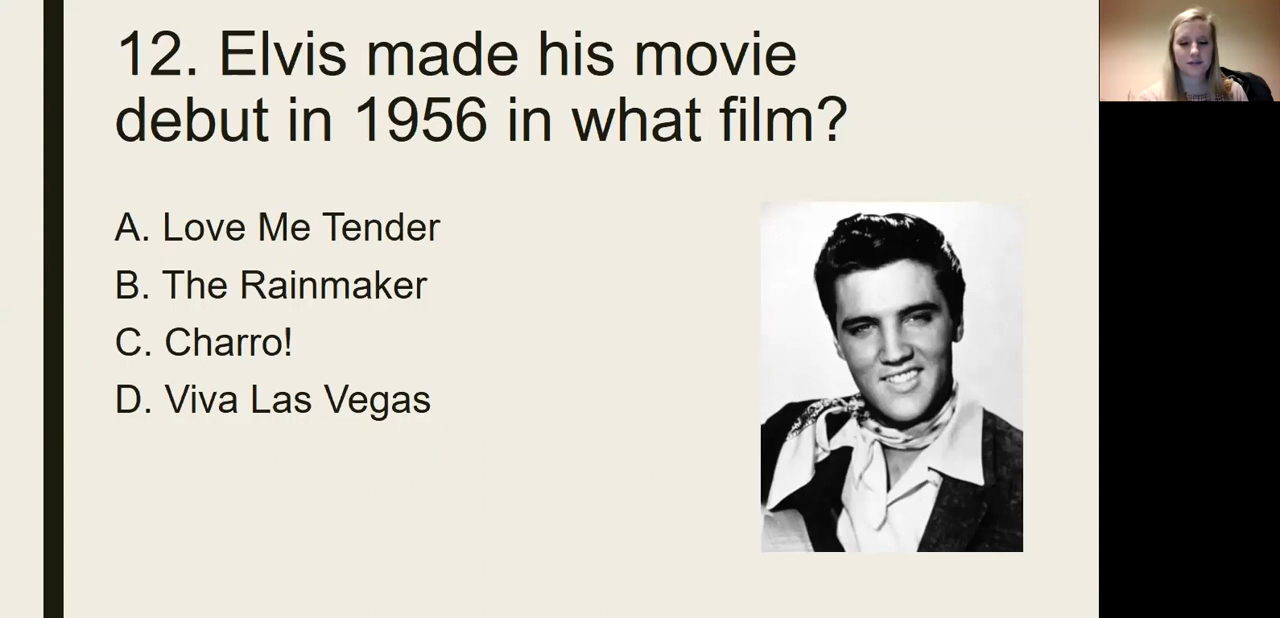 12. Elvis made his movie
debut in 1956 in what film?
A. Love Me Tender
B. The Rainmaker
C. Charro!
D. Viva Las Vegas